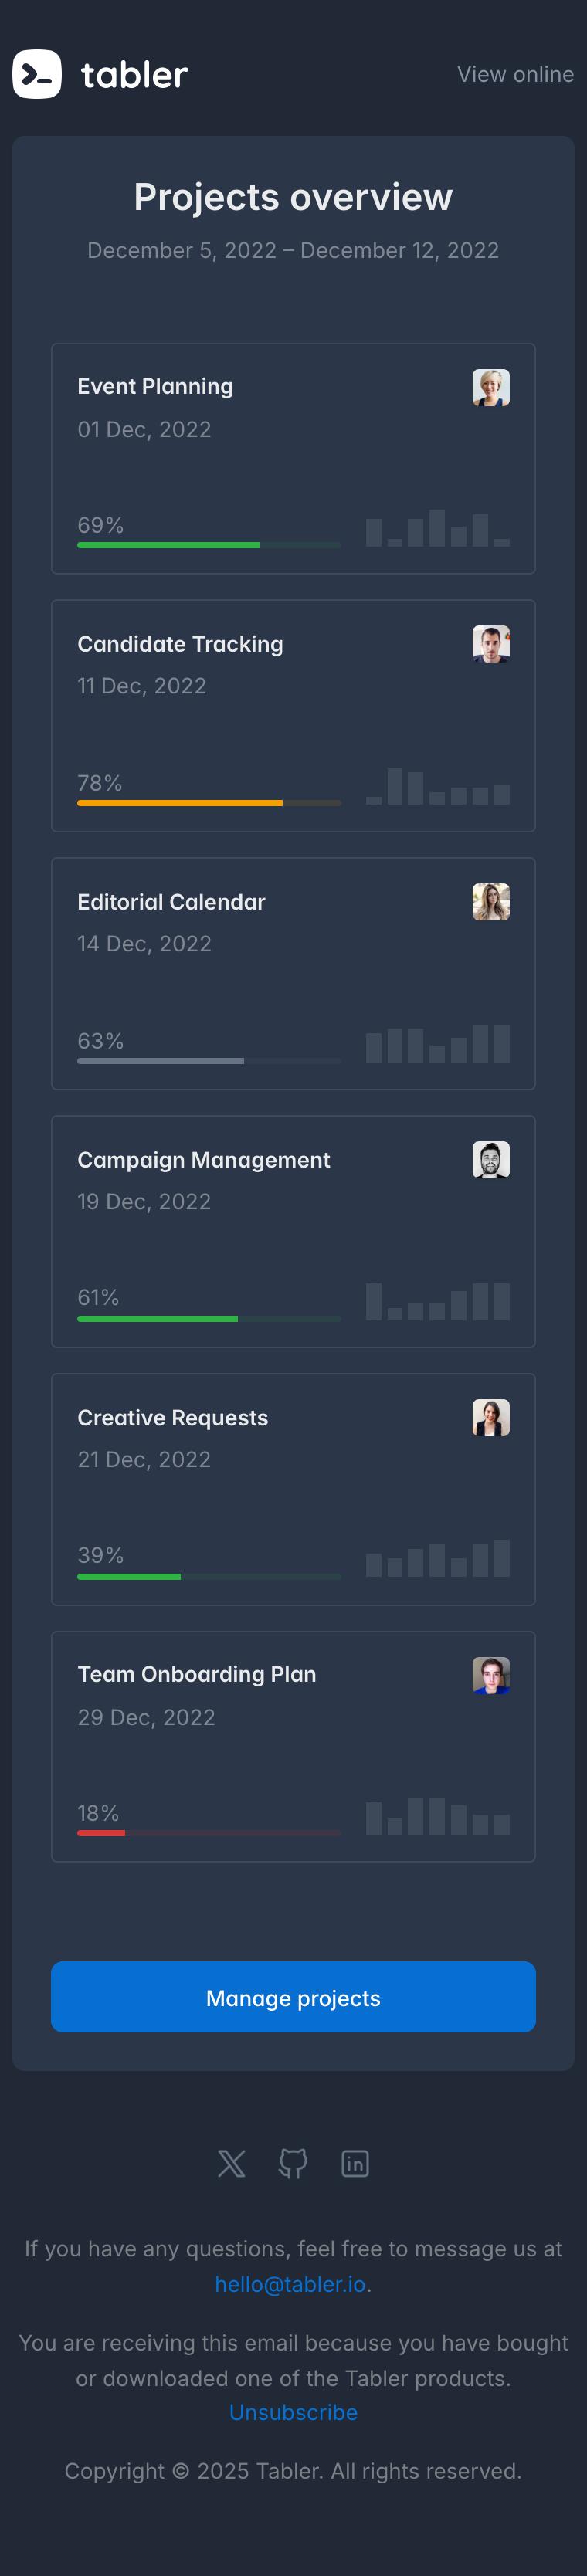 tabler
View online
Projects overview
December 5, 2022 – December 12, 2022
Event Planning
01 Dec, 2022
69%
Candidate Tracking
11 Dec, 2022
78%
Editorial Calendar
14 Dec, 2022
63%
Campaign Management
19 Dec, 2022
61%
Creative Requests
21 Dec, 2022
39%
Team Onboarding Plan
29 Dec, 2022
18%
Manage projects
If you have any questions, feel free to message us at
hello@tabler.io.
You are receiving this email because you have bought
or downloaded one of the Tabler products.
Unsubscribe
Copyright © 2025 Tabler. All rights reserved.